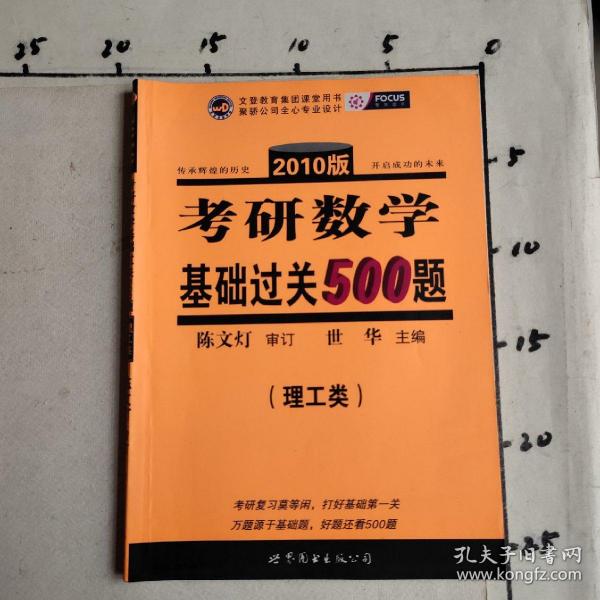 25 20 15 10 5 0
文登教育集团课堂用书
聚骄公司全心专业设计
FOCUS
传承辉煌的历史
2010版
开启成功的未来
考研数学
基础过关500题
陈文灯 审订 世华 主编
(理工类)
考研复习莫等闲，打好基础第一关
万题源于基础题，好题还看500题
世界图书出版公司
5
10
15
20
25
孔夫子旧书网
www.kongfz.com